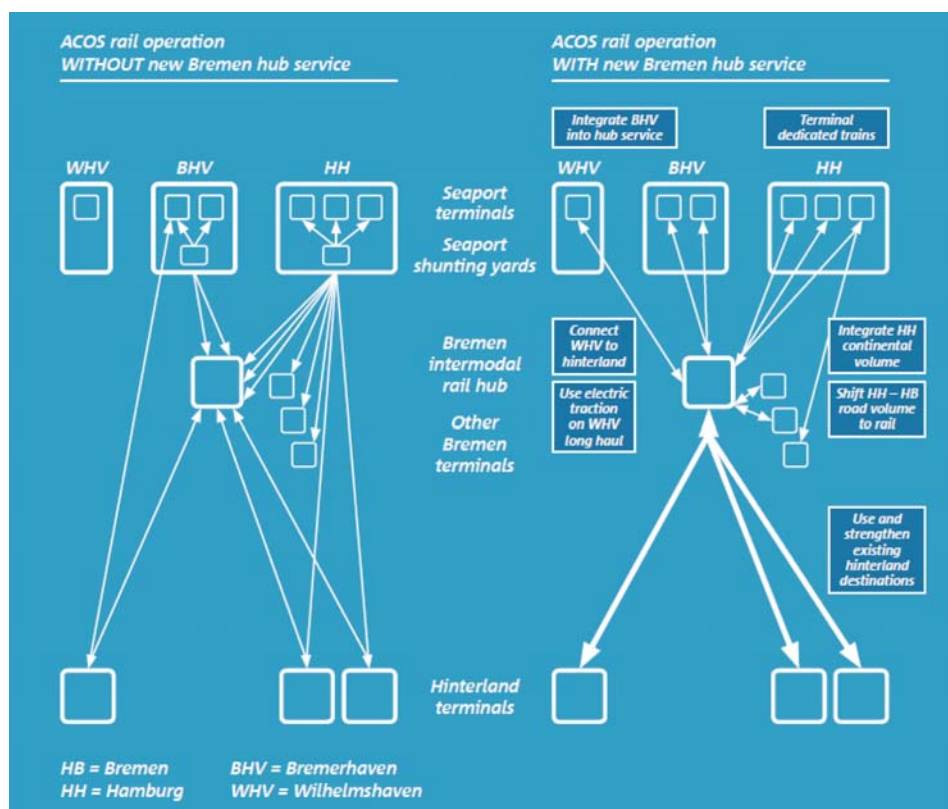 ACOS rail operation
WITHOUT new Bremen hub service
WHV
BHV
HH
Seaport
terminals
Seaport
shunting yards
Bremen
intermodal
rail hub
Other
Bremen
terminals
Hinterland
terminals
ACOS rail operation
WITH new Bremen hub service
Integrate BHV
into hub service
Terminal
dedicated trains
WHV
BHV
HH
Connect
WHV to
hinterland
Use electric
traction
on WHV
long haul
Integrate HH
continental
volume
Shift HH – HB
road volume
to rail
Use and
strengthen
existing
hinterland
destinations
HB = Bremen
HH = Hamburg
BHV = Bremerhaven
WHV = Wilhelmshaven